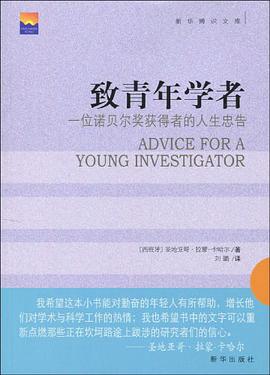 新华博识文库
致青年学者
一位诺贝尔奖获得者的人生忠告
ADVICE FOR A
YOUNG INVESTIGATOR
[西班牙] 圣地亚哥·拉蒙-卡哈尔/著
刘璐/译
我希望这本小书能对勤奋的年轻人有所帮助，增长他
们对学术与科学工作的热情；我也希望书中的文字可以重
新点燃那些正在坎坷路途上跋涉的研究者们的信心。
——圣地亚哥·拉蒙·卡哈尔
新华出版社